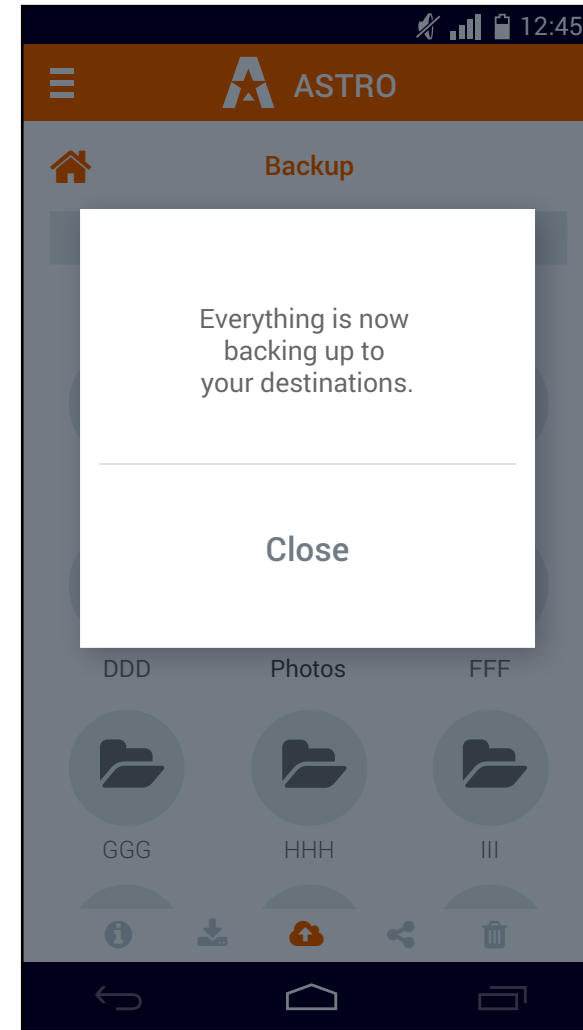 12:45
ASTRO
Backup
Everything is now
backing up to
your destinations.
Close
DDD Photos FFF
GGG HHH III